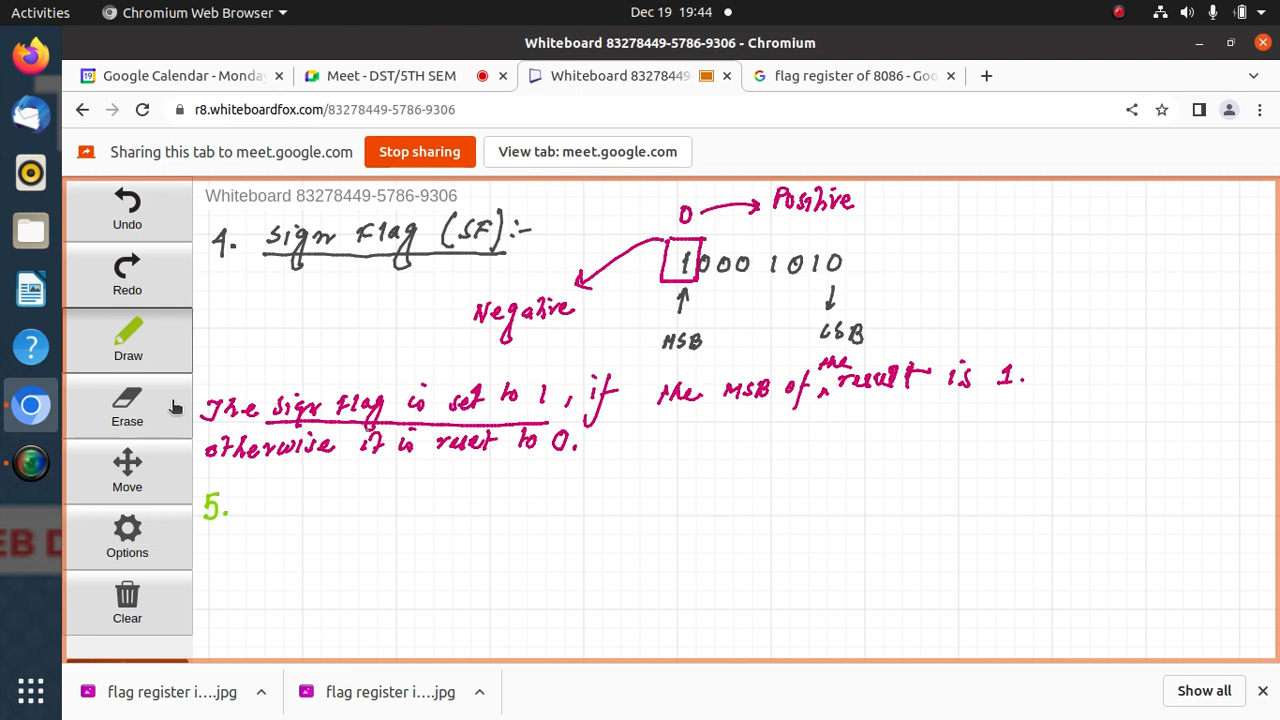 Activities
Chromium Web Browser
Dec 19 19:44
Whiteboard 83278449-5786-9306 - Chromium
19 Google Calendar - Monday
Meet - DST/5TH SEM
Whiteboard 83278449
flag register of 8086 - Goo
r8.whiteboardfox.com/83278449-5786-9306
Sharing this tab to meet.google.com
Stop sharing
View tab: meet.google.com
EB D
Undo
Redo
Draw
Erase
Move
Options
Clear
Whiteboard 83278449-5786-9306
0 Positive
4. Sign Flag (SF):-
1000 1010
Negative
MSB LSB
The sign flag is set to 1, if the MSB of the result is 1.
otherwise it is reset to 0.
5.
flag register i....jpg
flag register i....jpg
Show all